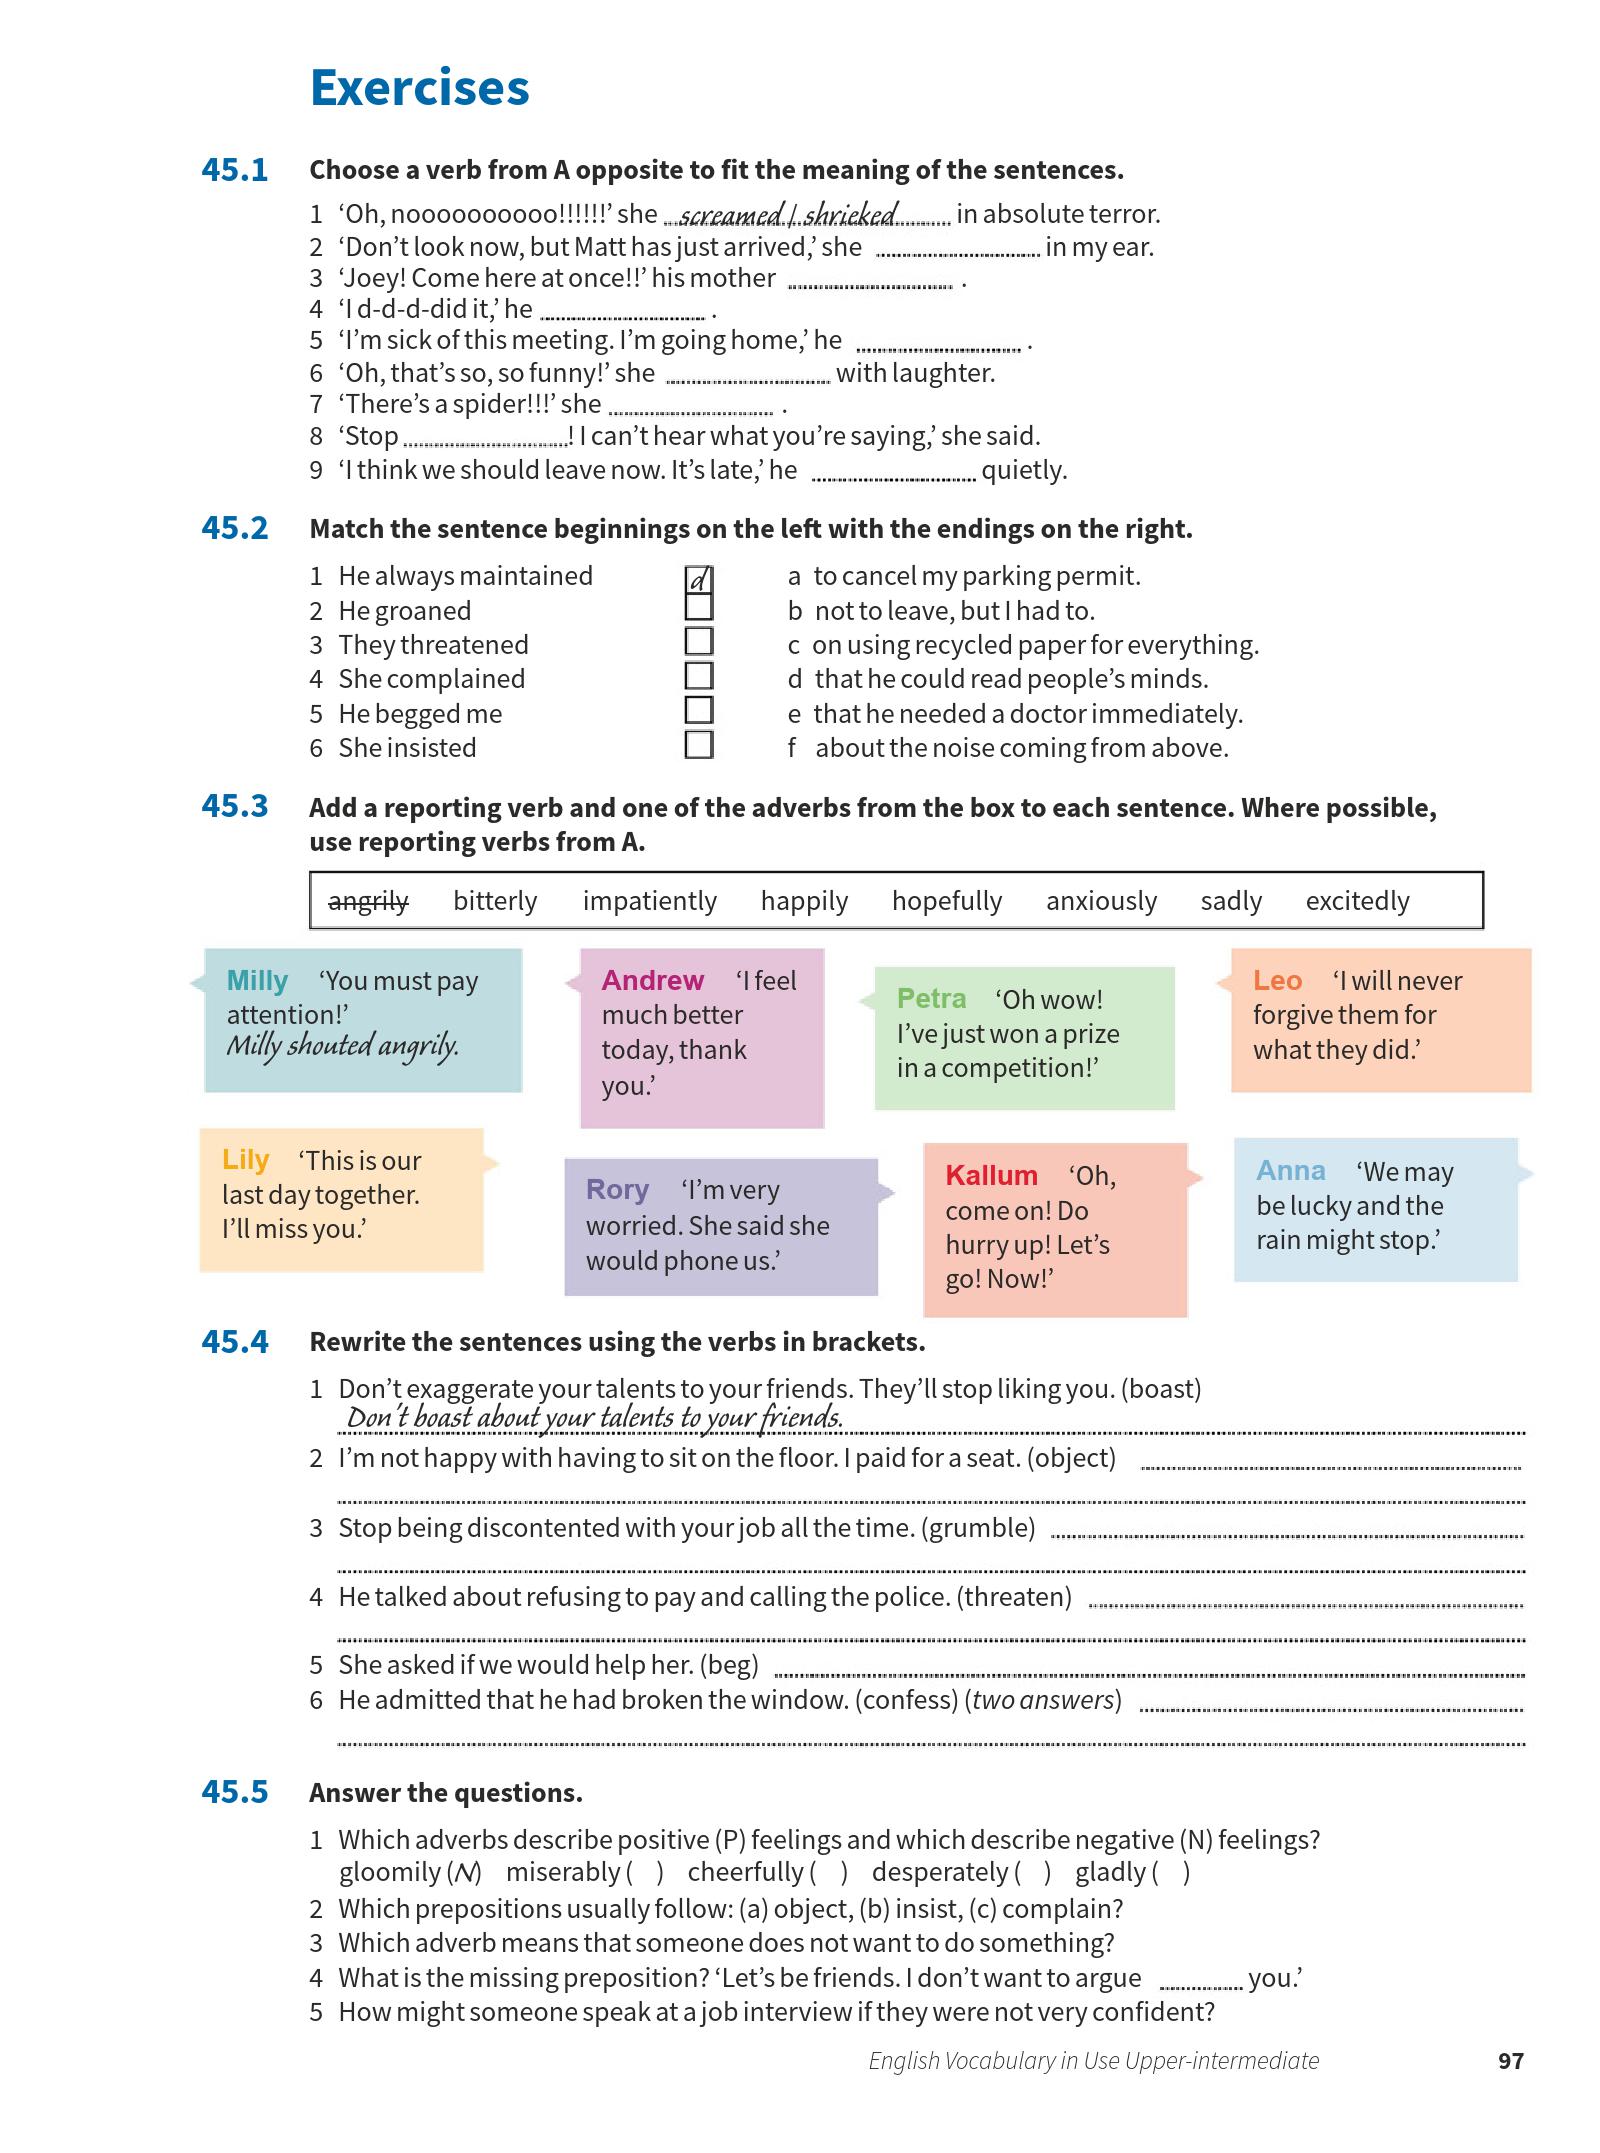 Exercises
45.1 Choose a verb from A opposite to fit the meaning of the sentences.
1 ‘Oh, noooooooooo!!!!!!’ she screamed / shrieked in absolute terror.
2 ‘Don’t look now, but Matt has just arrived,’ she .................... in my ear.
3 ‘Joey! Come here at once!!’ his mother .................... .
4 ‘I d-d-d-did it,’ he .................... .
5 ‘I’m sick of this meeting. I’m going home,’ he .................... .
6 ‘Oh, that’s so, so funny!’ she .................... with laughter.
7 ‘There’s a spider!!!’ she .................... .
8 ‘Stop ....................! I can’t hear what you’re saying,’ she said.
9 ‘I think we should leave now. It’s late,’ he .................... quietly.
45.2 Match the sentence beginnings on the left with the endings on the right.
1 He always maintained d a to cancel my parking permit.
2 He groaned b not to leave, but I had to.
3 They threatened c on using recycled paper for everything.
4 She complained d that he could read people’s minds.
5 He begged me e that he needed a doctor immediately.
6 She insisted f about the noise coming from above.
45.3 Add a reporting verb and one of the adverbs from the box to each sentence. Where possible,
use reporting verbs from A.
angrily bitterly impatiently happily hopefully anxiously sadly excitedly
Milly ‘You must pay
attention!’
Milly shouted angrily.
Andrew ‘I feel
much better
today, thank
you.’
Petra ‘Oh wow!
I’ve just won a prize
in a competition!’
Leo ‘I will never
forgive them for
what they did.’
Lily ‘This is our
last day together.
I’ll miss you.’
Rory ‘I’m very
worried. She said she
would phone us.’
Kallum ‘Oh,
come on! Do
hurry up! Let’s
go! Now!’
Anna ‘We may
be lucky and the
rain might stop.’
45.4 Rewrite the sentences using the verbs in brackets.
1 Don’t exaggerate your talents to your friends. They’ll stop liking you. (boast)
Don’t boast about your talents to your friends.
2 I’m not happy with having to sit on the floor. I paid for a seat. (object)
3 Stop being discontented with your job all the time. (grumble)
4 He talked about refusing to pay and calling the police. (threaten)
5 She asked if we would help her. (beg)
6 He admitted that he had broken the window. (confess) (two answers)
45.5 Answer the questions.
1 Which adverbs describe positive (P) feelings and which describe negative (N) feelings?
gloomily (N) miserably ( ) cheerfully ( ) desperately ( ) gladly ( )
2 Which prepositions usually follow: (a) object, (b) insist, (c) complain?
3 Which adverb means that someone does not want to do something?
4 What is the missing preposition? ‘Let’s be friends. I don’t want to argue .......... you.’
5 How might someone speak at a job interview if they were not very confident?
English Vocabulary in Use Upper-intermediate 97